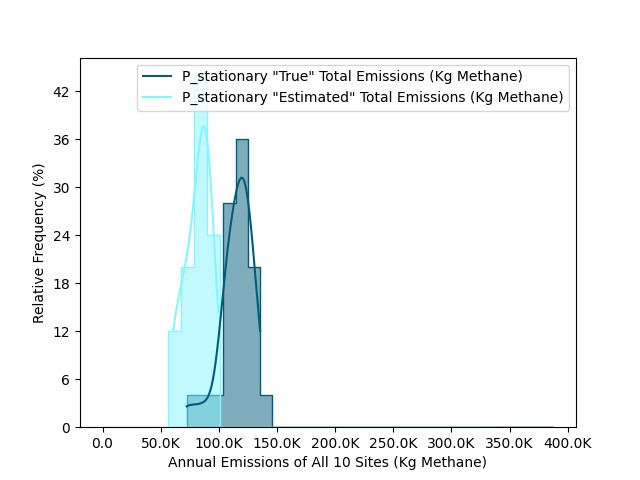 P_stationary "True" Total Emissions (Kg Methane)
P_stationary "Estimated" Total Emissions (Kg Methane)
42
36
30
24
18
12
6
0
Relative Frequency (%)
0.0 50.0K 100.0K 150.0K 200.0K 250.0K 300.0K 350.0K 400.0K
Annual Emissions of All 10 Sites (Kg Methane)